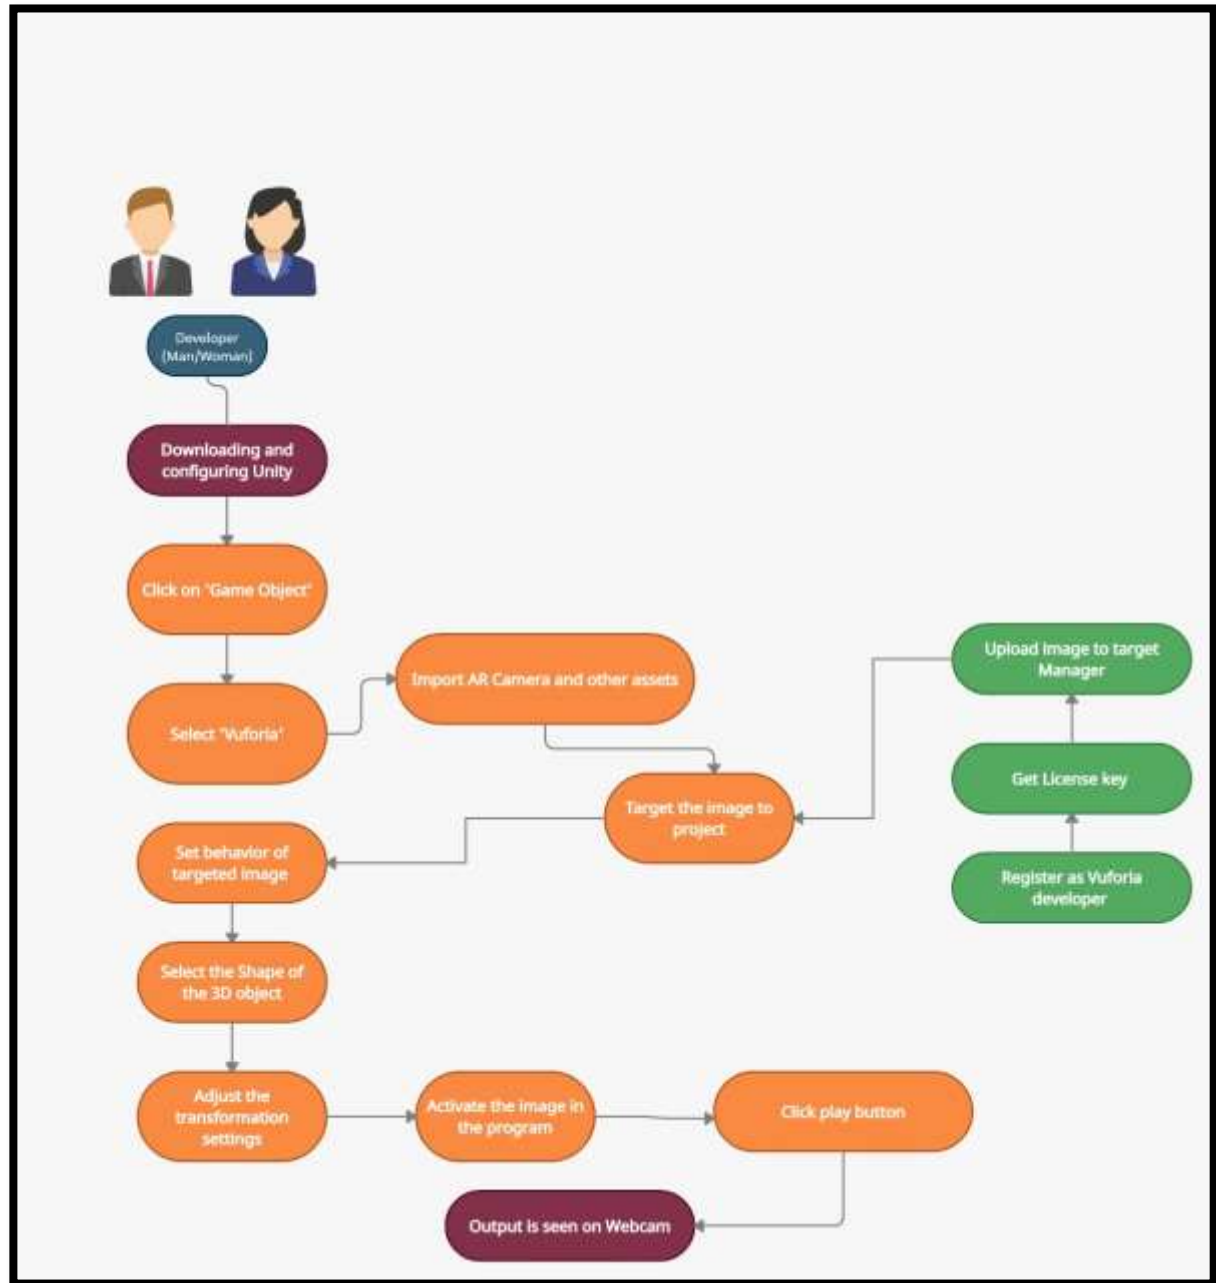 Developer
(Man/Woman)
Downloading and
configuring Unity
Click on "Game Object"
Select "Vuforia"
Import AR Camera and other assets
Upload image to target
Manager
Get License key
Register as Vuforia
developer
Target the image to
project
Set behavior of
targeted image
Select the Shape of
the 3D object
Adjust the
transformation
settings
Activate the image in
the program
Click play button
Output is seen on Webcam